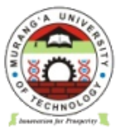 MURANG'A UNIVERSITY
OF TECHNOLOGY
Innovation for Prosperity